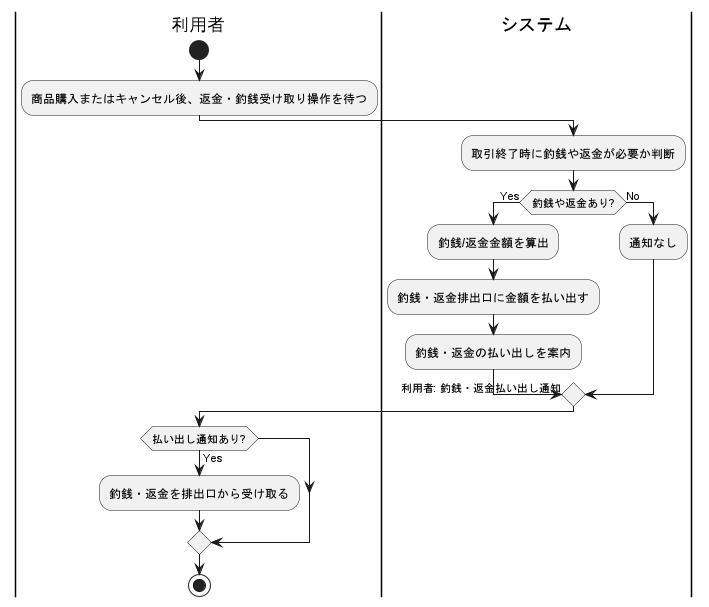 利用者
システム
商品購入またはキャンセル後、返金・釣銭受け取り操作を待つ
取引終了時に釣銭や返金が必要か判断
釣銭や返金あり?
Yes
No
釣銭/返金金額を算出
通知なし
釣銭・返金排出口に金額を払い出す
釣銭・返金の払い出しを案内
利用者: 釣銭・返金払い出し通知
払い出し通知あり?
Yes
釣銭・返金を排出口から受け取る